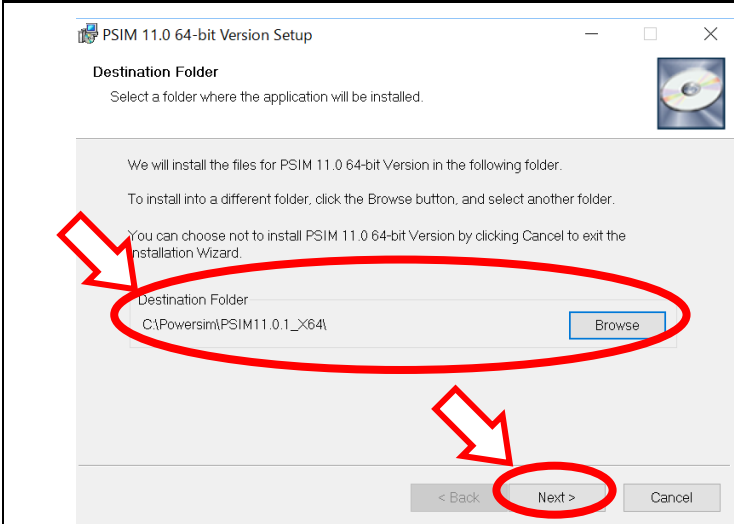 PSIM 11.0 64-bit Version Setup
Destination Folder
Select a folder where the application will be installed.
We will install the files for PSIM 11.0 64-bit Version in the following folder.
To install into a different folder, click the Browse button, and select another folder.
You can choose not to install PSIM 11.0 64-bit Version by clicking Cancel to exit the
Installation Wizard.
Destination Folder
C:\Powersim\PSIM11.0.1_X64\
Browse
< Back
Next >
Cancel